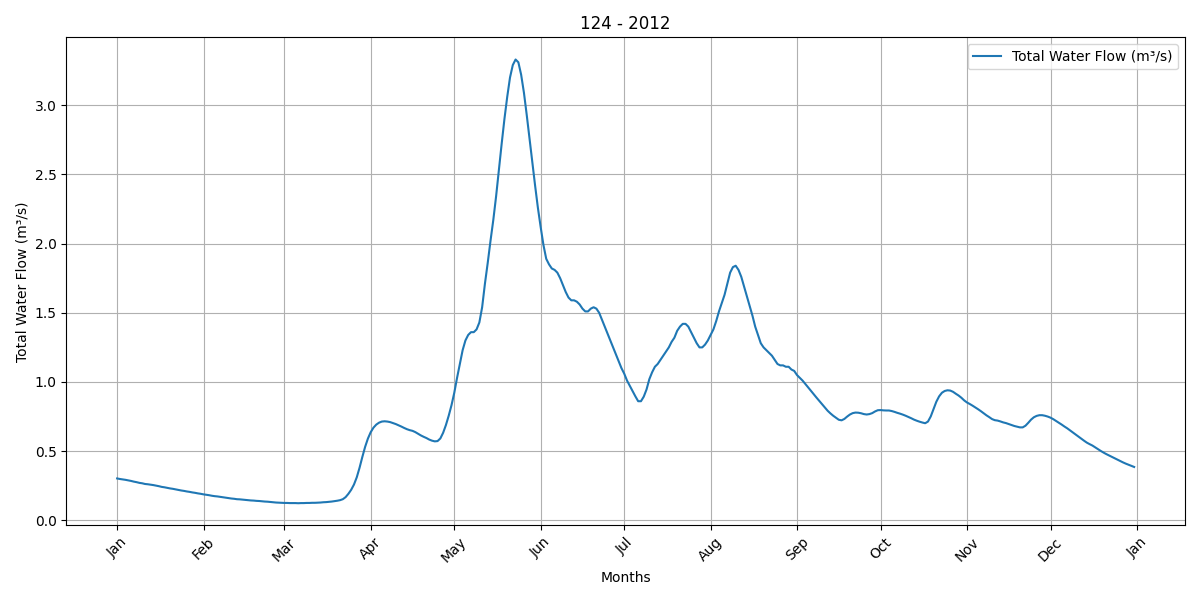 124 - 2012
Total Water Flow (m³/s)
Total Water Flow (m³/s)
3.0
2.5
2.0
1.5
1.0
0.5
0.0
Jan Feb Mar Apr May Jun Jul Aug Sep Oct Nov Dec Jan
Months